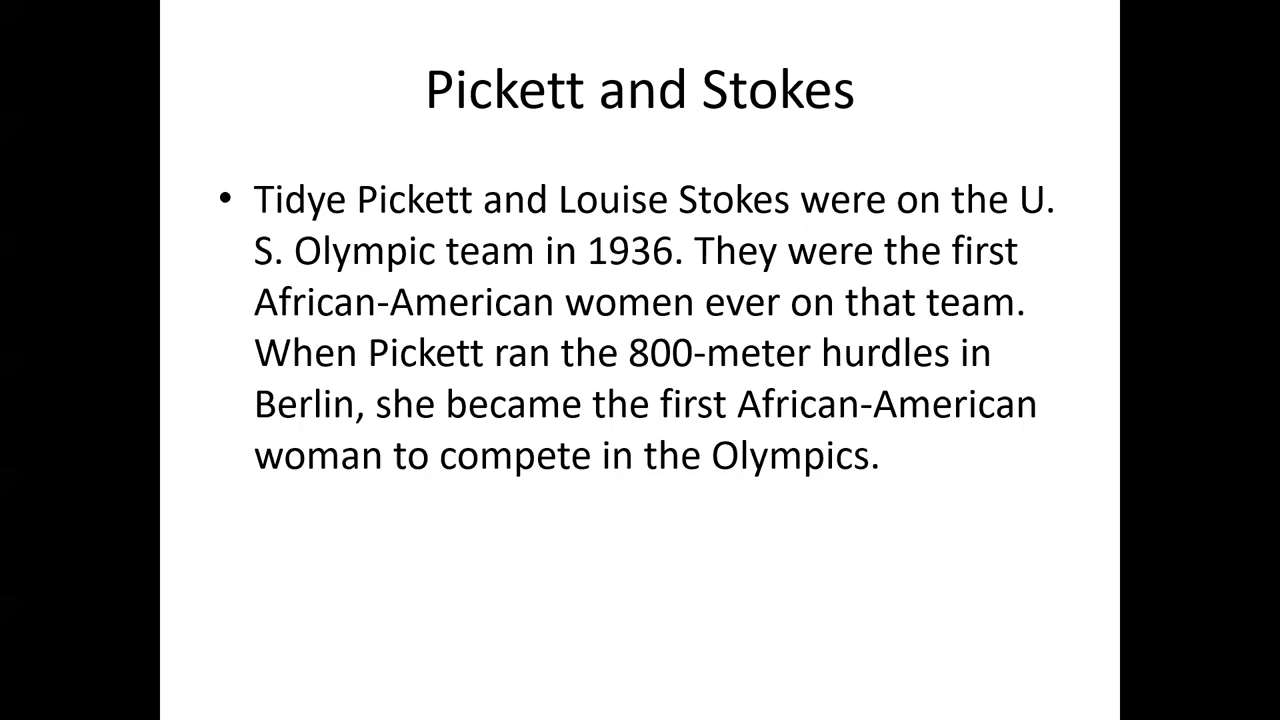 Pickett and Stokes
• Tidye Pickett and Louise Stokes were on the U.
S. Olympic team in 1936. They were the first
African-American women ever on that team.
When Pickett ran the 800-meter hurdles in
Berlin, she became the first African-American
woman to compete in the Olympics.